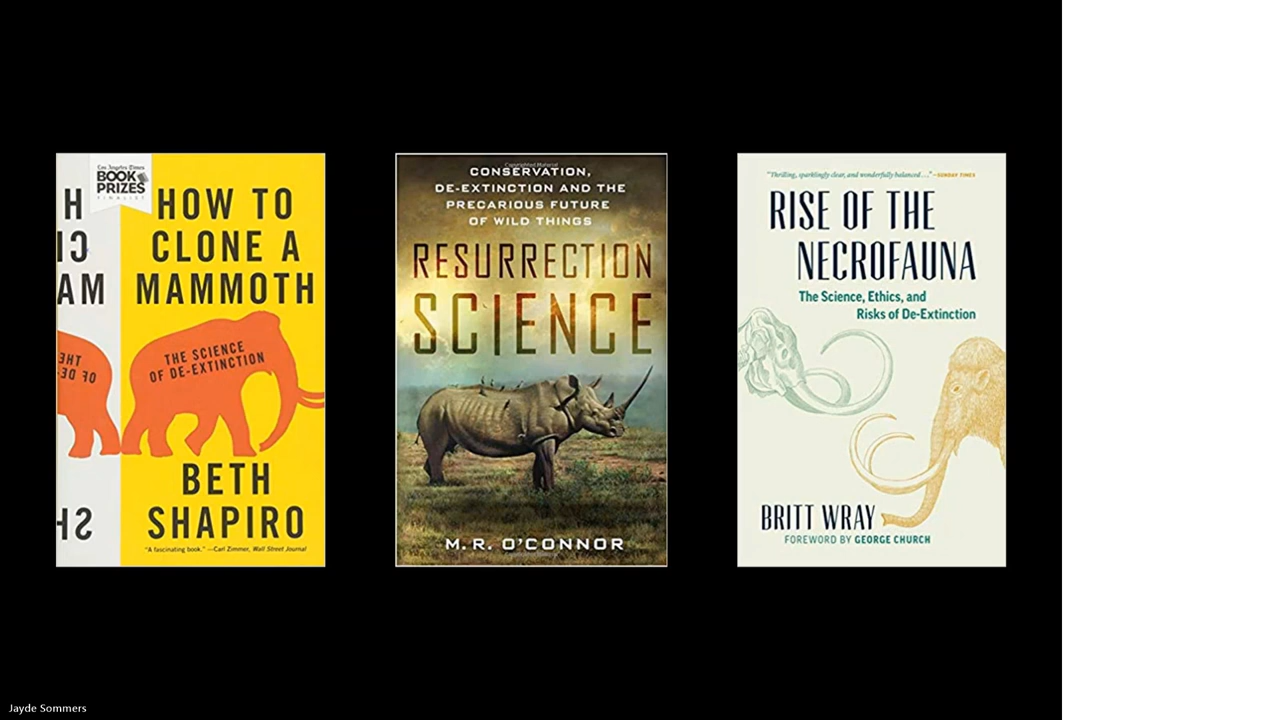 Los Angeles Times
BOOK
PRIZES
FINALIST
H
AM
HOW TO
CLONE A
MAMMOTH
THE SCIENCE
OF DE-EXTINCTION
BETH
SHAPIRO
"A fascinating book." —Carl Zimmer, Wall Street Journal
Copyrighted Material
CONSERVATION,
DE-EXTINCTION AND THE
PRECARIOUS FUTURE
OF WILD THINGS
RESURRECTION
SCIENCE
M. R. O'CONNOR
"Thrilling, sparklingly clear, and wonderfully balanced . . ." —SUNDAY TIMES
RISE OF THE
NECROFAUNA
The Science, Ethics, and
Risks of De-Extinction
BRITT WRAY
FOREWORD BY GEORGE CHURCH
Jayde Sommers